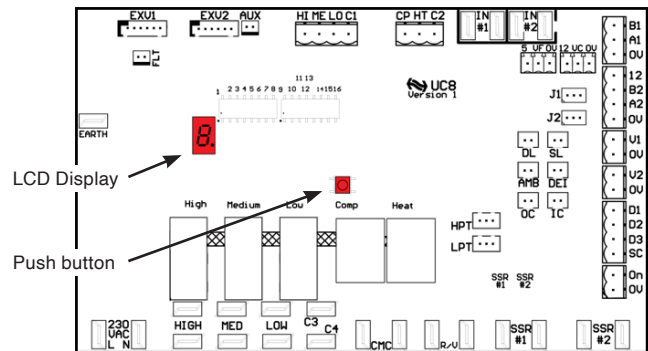 EXV1 EXV2 AUX HI ME LO C1 CP HT C2 IN #1 IN #2
FLT
5 VF 0V 12 VC 0V
B1
A1
0V
11 13
1 2 3 4 5 6 7 8 9 10 12 14 15 16
UC8
Version 1
12
B2
A2
0V
J1
J2
EARTH
8.
DL SL
V1
0V
LCD Display
AMB DEI
V2
0V
OC IC
High Medium Low Comp Heat
D1
D2
D3
SC
HPT
LPT
Push button
SSR #1 SSR #2
On
0V
230 VAC
L N
HIGH MED LOW C3
C4
CMC R/V SSR #1 SSR #2